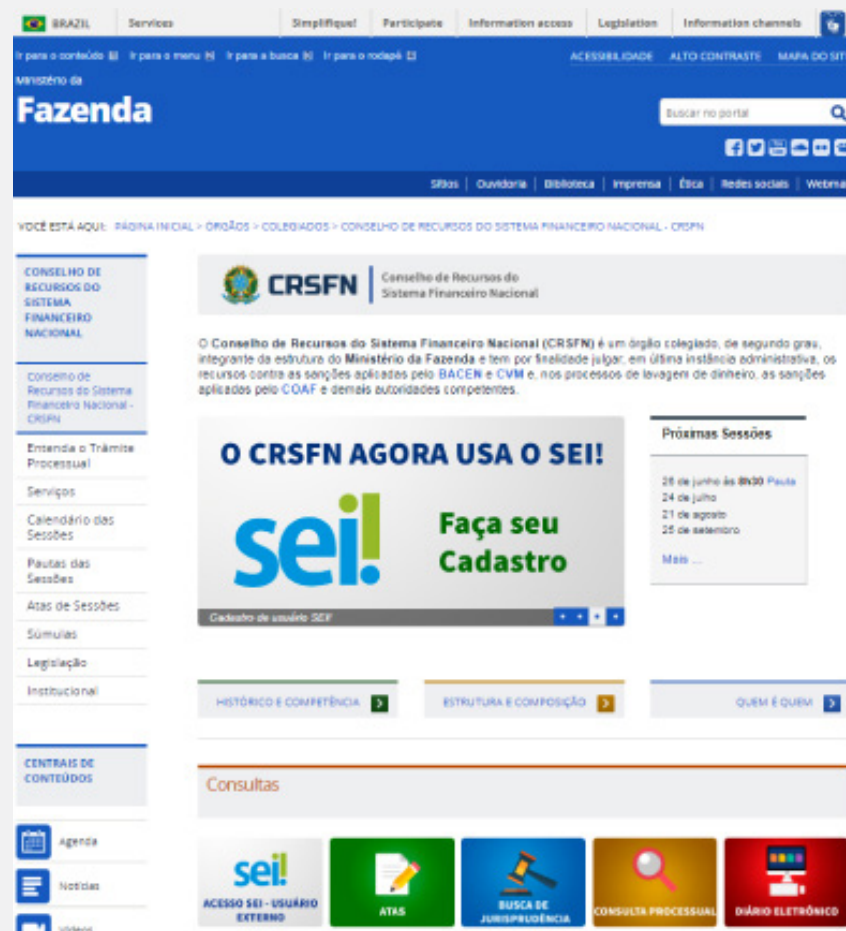 BRAZIL Services Simplifique! Participate Information access Legislation Information channels
Ir para o conteúdo 1 Ir para o menu Ir para a busca Ir para o rodapé
ACESSIBILIDADE ALTO CONTRASTE MAPA DO SIT
Ministério da
Fazenda
Buscar no portal
Sítios | Ouvidoria | Biblioteca | Imprensa | Ética | Redes sociais | Webma
VOCÊ ESTÁ AQUI: PÁGINA INICIAL > ÓRGÃOS > COLEGIADOS > CONSELHO DE RECURSOS DO SISTEMA FINANCEIRO NACIONAL - CRSFN
CONSELHO DE
RECURSOS DO
SISTEMA
FINANCEIRO
NACIONAL
Conselho de
Recursos do Sistema
Financeiro Nacional -
CRSFN
Entenda o Trâmite
Processual
Serviços
Calendário das
Sessões
Pautas das
Sessões
Atas de Sessões
Súmulas
Legislação
Institucional
CENTRAIS DE
CONTEÚDOS
Agenda
Notícias
Vídeos
CRSFN
Conselho de Recursos do
Sistema Financeiro Nacional
O Conselho de Recursos do Sistema Financeiro Nacional (CRSFN) é um órgão colegiado, de segundo grau,
integrante da estrutura do Ministério da Fazenda e tem por finalidade julgar, em última instância administrativa, os
recursos contra as sanções aplicadas pelo BACEN e CVM e, nos processos de lavagem de dinheiro, as sanções
aplicadas pelo COAF e demais autoridades competentes.
O CRSFN AGORA USA O SEI!
sei!
Faça seu
Cadastro
Cadastro de usuário SEI!
Próximas Sessões
26 de junho às 8h30 Pauta
24 de julho
21 de agosto
25 de setembro
Mais ...
HISTÓRICO E COMPETÊNCIA
ESTRUTURA E COMPOSIÇÃO
QUEM É QUEM
Consultas
sei!
ACESSO SEI - USUÁRIO
EXTERNO
ATAS
BUSCA DE
JURISPRUDÊNCIA
CONSULTA PROCESSUAL
DIÁRIO ELETRÔNICO